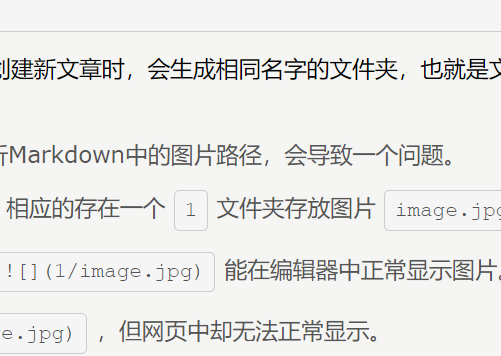 创建新文章时，会生成相同名字的文件夹，也就是文
析Markdown中的图片路径，会导致一个问题。
相应的存在一个 1 文件夹存放图片 image.jpg
![](1/image.jpg) 能在编辑器中正常显示图片。
e.jpg) ，但网页中却无法正常显示。